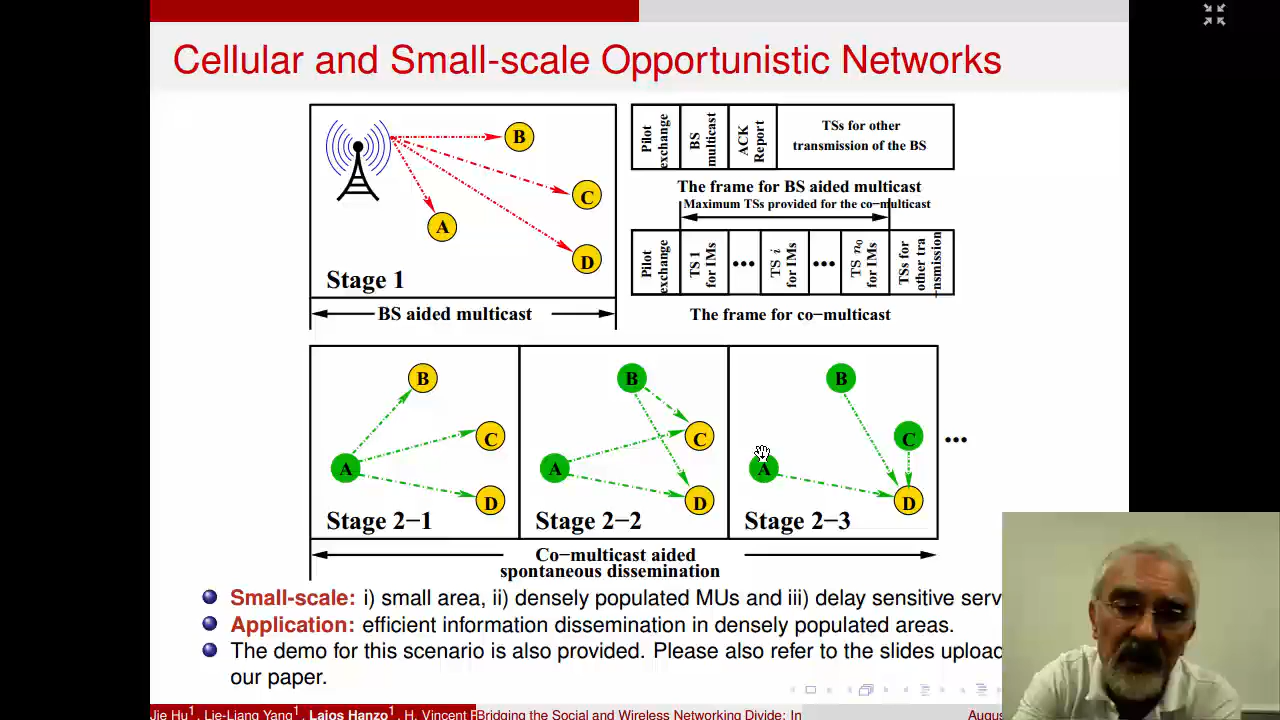 Cellular and Small-scale Opportunistic Networks
B
C
A
D
Stage 1
BS aided multicast
Pilot exchange
BS multicast
ACK Report
TSs for other
transmission of the BS
The frame for BS aided multicast
Maximum TSs provided for the co-multicast
Pilot exchange
TS 1 for IMs
•••
TS i for IMs
•••
TS n0 for IMs
TSs for other tra -nsmission
The frame for co-multicast
B
C
A
D
Stage 2-1
B
C
A
D
Stage 2-2
B
C
A
D
Stage 2-3
•••
Co-multicast aided
spontaneous dissemination
Small-scale: i) small area, ii) densely populated MUs and iii) delay sensitive serv
Application: efficient information dissemination in densely populated areas.
The demo for this scenario is also provided. Please also refer to the slides upload
our paper.
Jie Hu1, Lie-Liang Yang1, Lajos Hanzo1, H. Vincent Bridging the Social and Wireless Networking Divide: In Augus